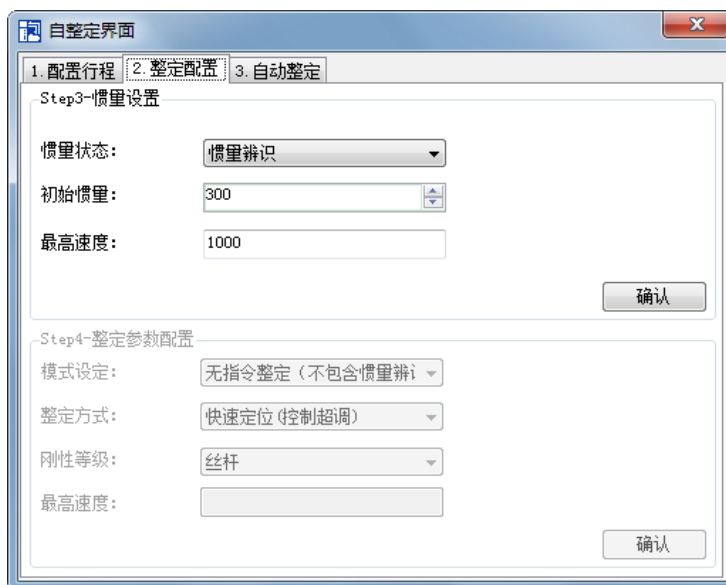 自整定界面
1.配置行程 2.整定配置 3.自动整定
Step3-惯量设置
惯量状态: 惯量辨识
初始惯量: 300
最高速度: 1000
确认
Step4-整定参数配置
模式设定: 无指令整定（不包含惯量辨
整定方式: 快速定位(控制超调)
刚性等级: 丝杆
最高速度:
确认